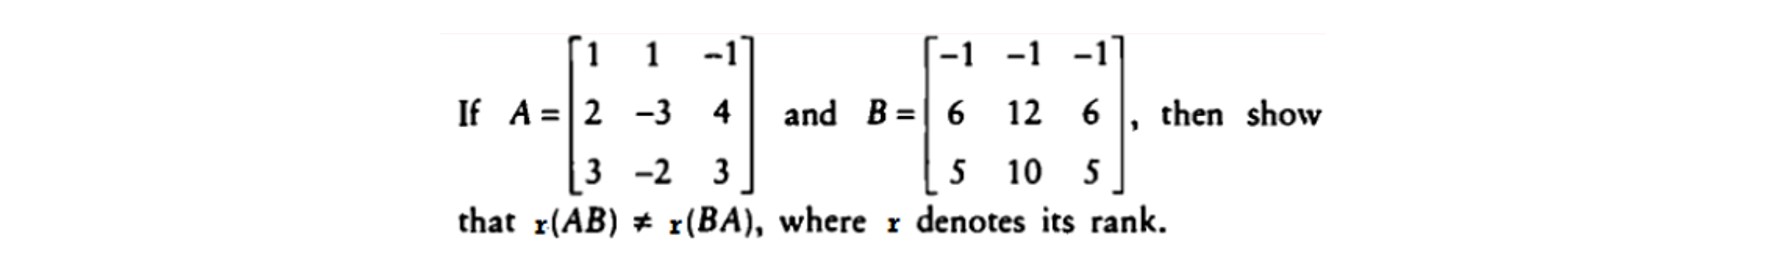 If A = [1 1 -1; 2 -3 4; 3 -2 3] and B = [-1 -1 -1; 6 12 6; 5 10 5], then show
that r(AB) ≠ r(BA), where r denotes its rank.